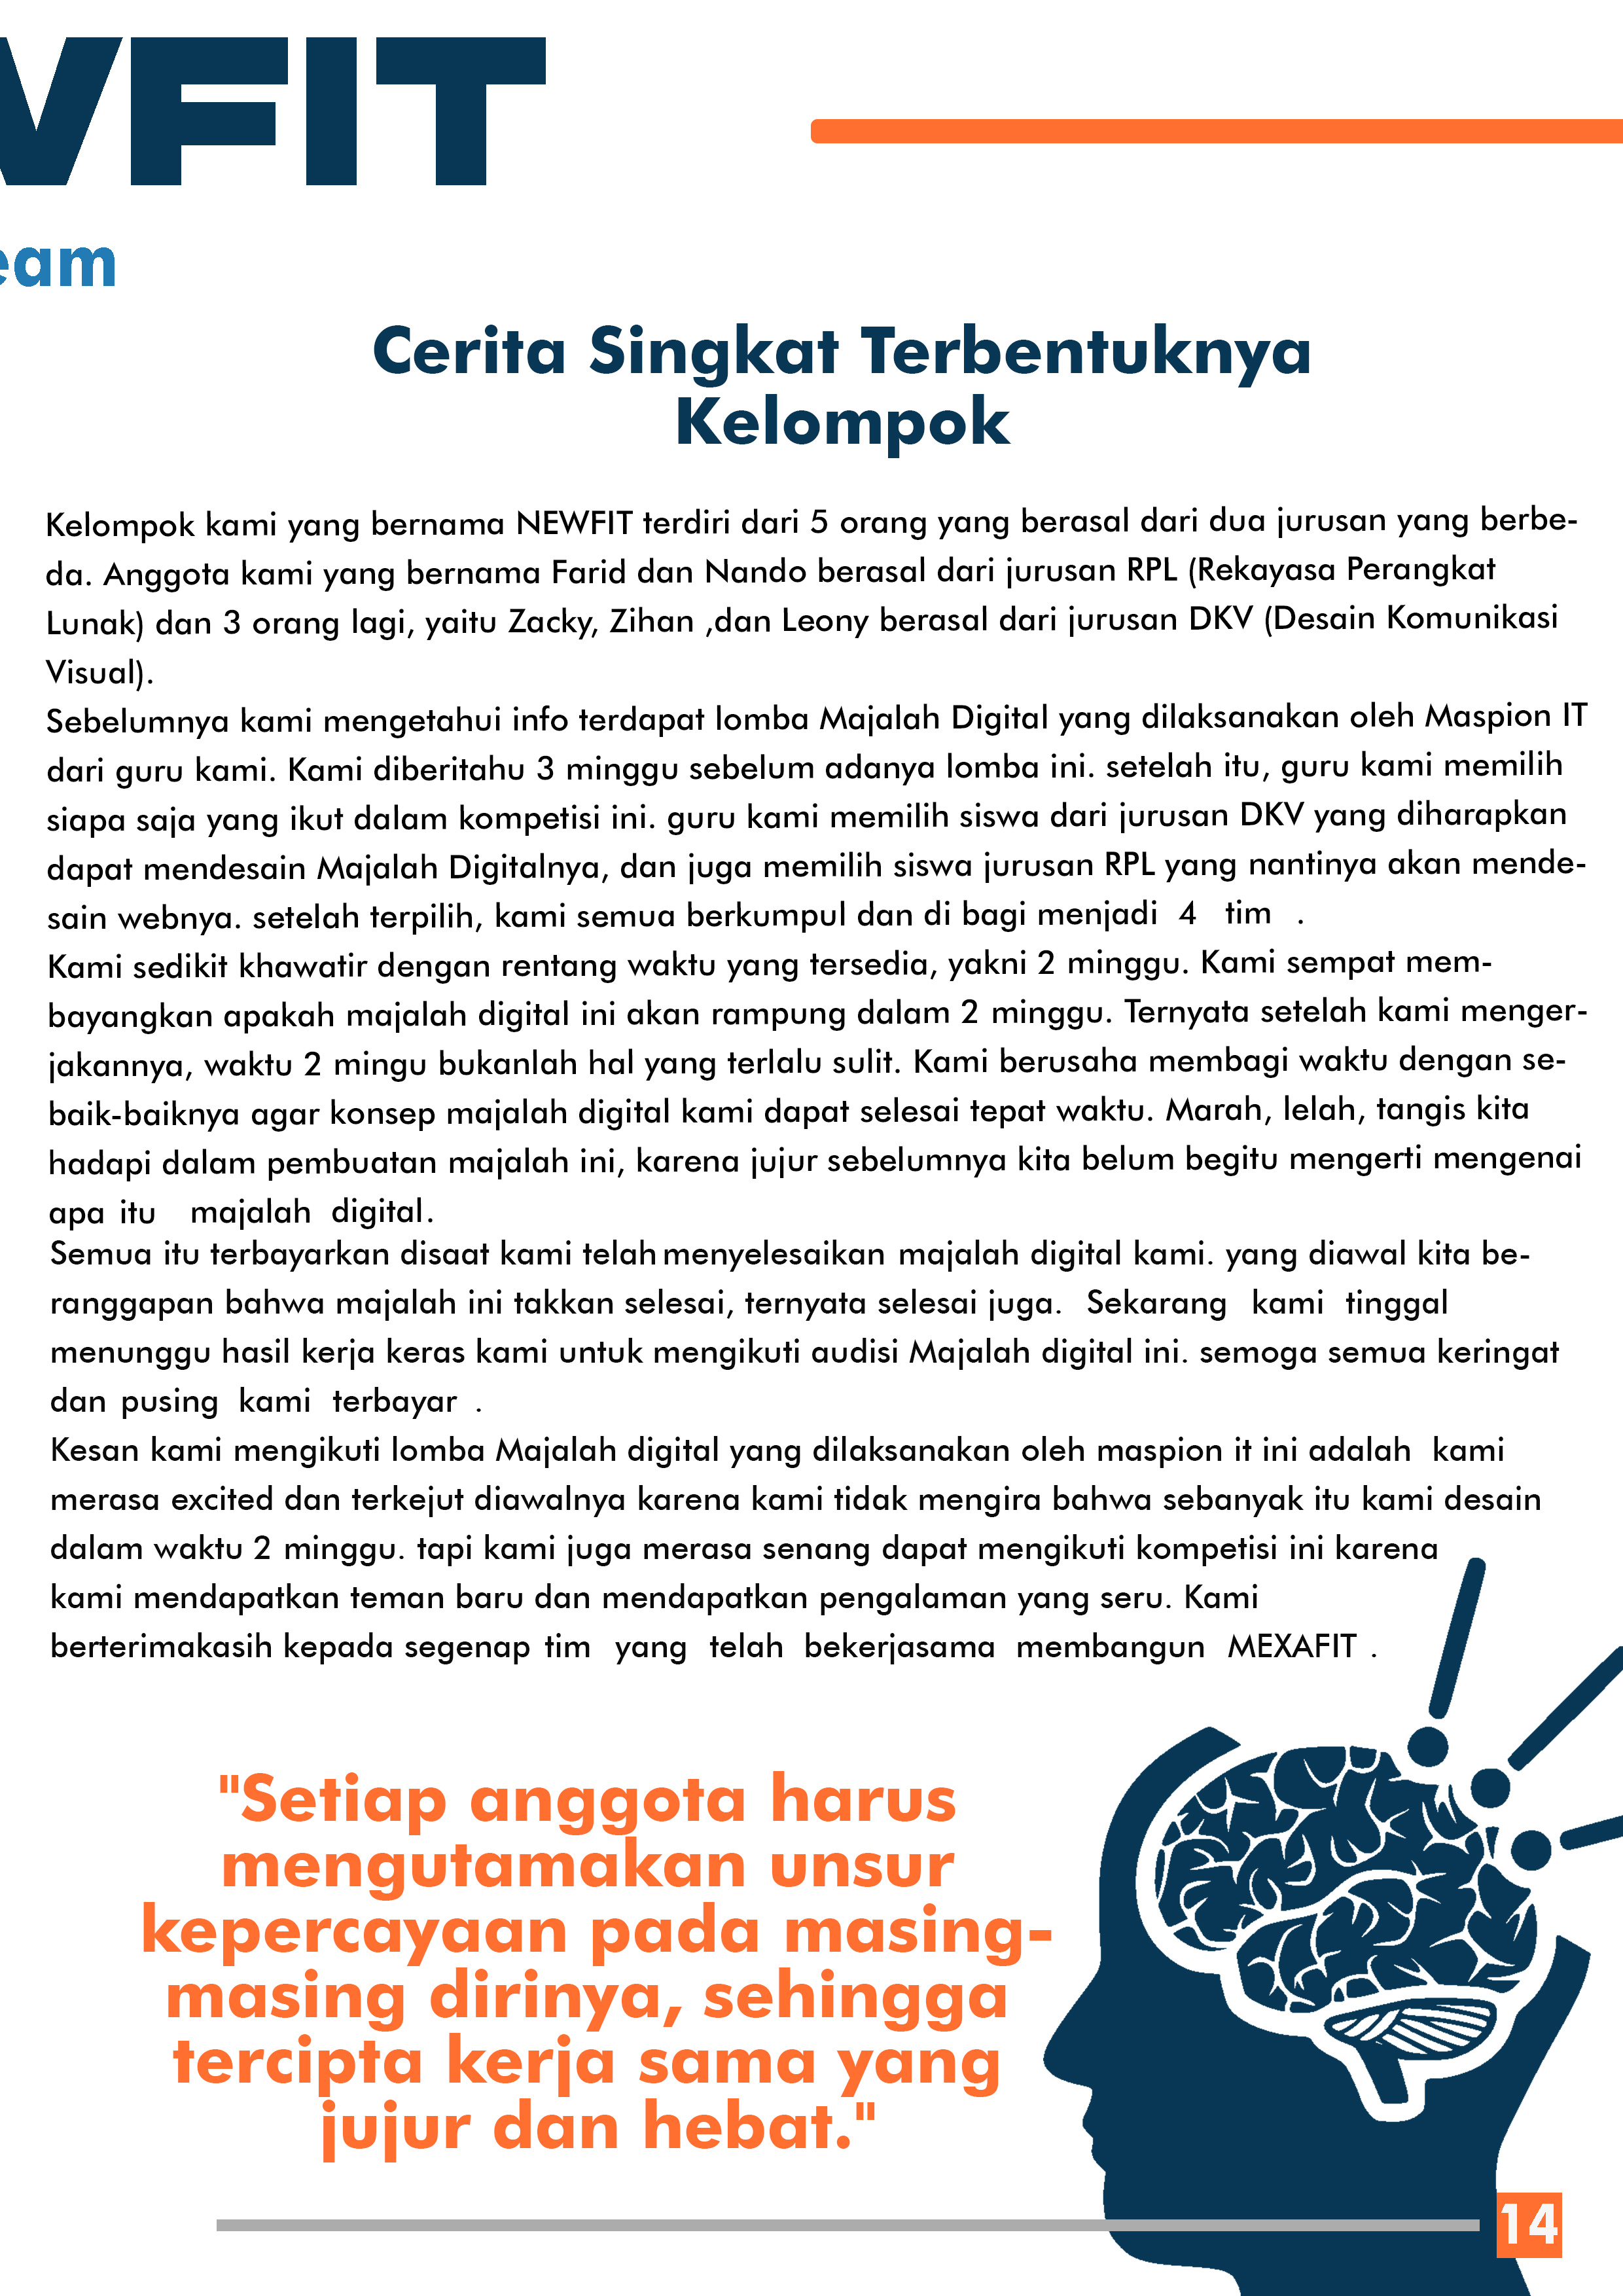 WFIT
eam
Cerita Singkat Terbentuknya
Kelompok
Kelompok kami yang bernama NEWFIT terdiri dari 5 orang yang berasal dari dua jurusan yang berbe-
da. Anggota kami yang bernama Farid dan Nando berasal dari jurusan RPL (Rekayasa Perangkat
Lunak) dan 3 orang lagi, yaitu Zacky, Zihan ,dan Leony berasal dari jurusan DKV (Desain Komunikasi
Visual).
Sebelumnya kami mengetahui info terdapat lomba Majalah Digital yang dilaksanakan oleh Maspion IT
dari guru kami. Kami diberitahu 3 minggu sebelum adanya lomba ini. setelah itu, guru kami memilih
siapa saja yang ikut dalam kompetisi ini. guru kami memilih siswa dari jurusan DKV yang diharapkan
dapat mendesain Majalah Digitalnya, dan juga memilih siswa jurusan RPL yang nantinya akan mende-
sain webnya. setelah terpilih, kami semua berkumpul dan di bagi menjadi 4 tim .
Kami sedikit khawatir dengan rentang waktu yang tersedia, yakni 2 minggu. Kami sempat mem-
bayangkan apakah majalah digital ini akan rampung dalam 2 minggu. Ternyata setelah kami menger-
jakannya, waktu 2 mingu bukanlah hal yang terlalu sulit. Kami berusaha membagi waktu dengan se-
baik-baiknya agar konsep majalah digital kami dapat selesai tepat waktu. Marah, lelah, tangis kita
hadapi dalam pembuatan majalah ini, karena jujur sebelumnya kita belum begitu mengerti mengenai
apa itu majalah digital.
Semua itu terbayarkan disaat kami telah menyelesaikan majalah digital kami. yang diawal kita be-
ranggapan bahwa majalah ini takkan selesai, ternyata selesai juga. Sekarang kami tinggal
menunggu hasil kerja keras kami untuk mengikuti audisi Majalah digital ini. semoga semua keringat
dan pusing kami terbayar .
Kesan kami mengikuti lomba Majalah digital yang dilaksanakan oleh maspion it ini adalah kami
merasa excited dan terkejut diawalnya karena kami tidak mengira bahwa sebanyak itu kami desain
dalam waktu 2 minggu. tapi kami juga merasa senang dapat mengikuti kompetisi ini karena
kami mendapatkan teman baru dan mendapatkan pengalaman yang seru. Kami
berterimakasih kepada segenap tim yang telah bekerjasama membangun MEXAFIT .
"Setiap anggota harus
mengutamakan unsur
kepercayaan pada masing-
masing dirinya, sehingga
tercipta kerja sama yang
jujur dan hebat."
14